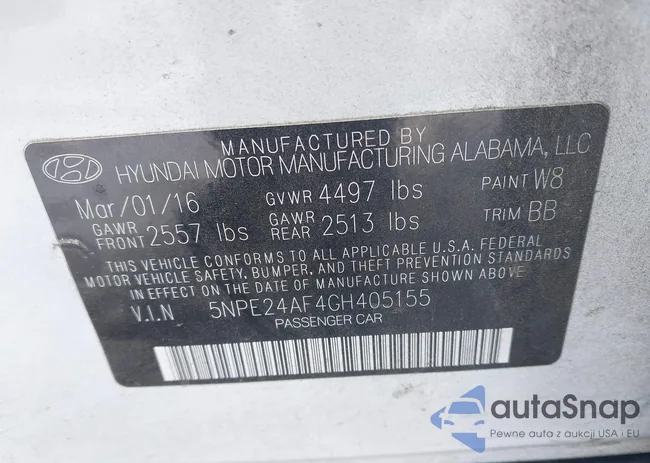 MANUFACTURED BY
HYUNDAI MOTOR MANUFACTURING ALABAMA, LLC
Mar/01/16 GVWR 4497 lbs PAINT W8
GAWR FRONT 2557 lbs GAWR REAR 2513 lbs TRIM BB
THIS VEHICLE CONFORMS TO ALL APPLICABLE U.S.A. FEDERAL
MOTOR VEHICLE SAFETY, BUMPER, AND THEFT PREVENTION STANDARDS
IN EFFECT ON THE DATE OF MANUFACTURE SHOWN ABOVE
V.I.N 5NPE24AF4GH405155
PASSENGER CAR
autaSnap
Pewne auta z aukcji USA i EU